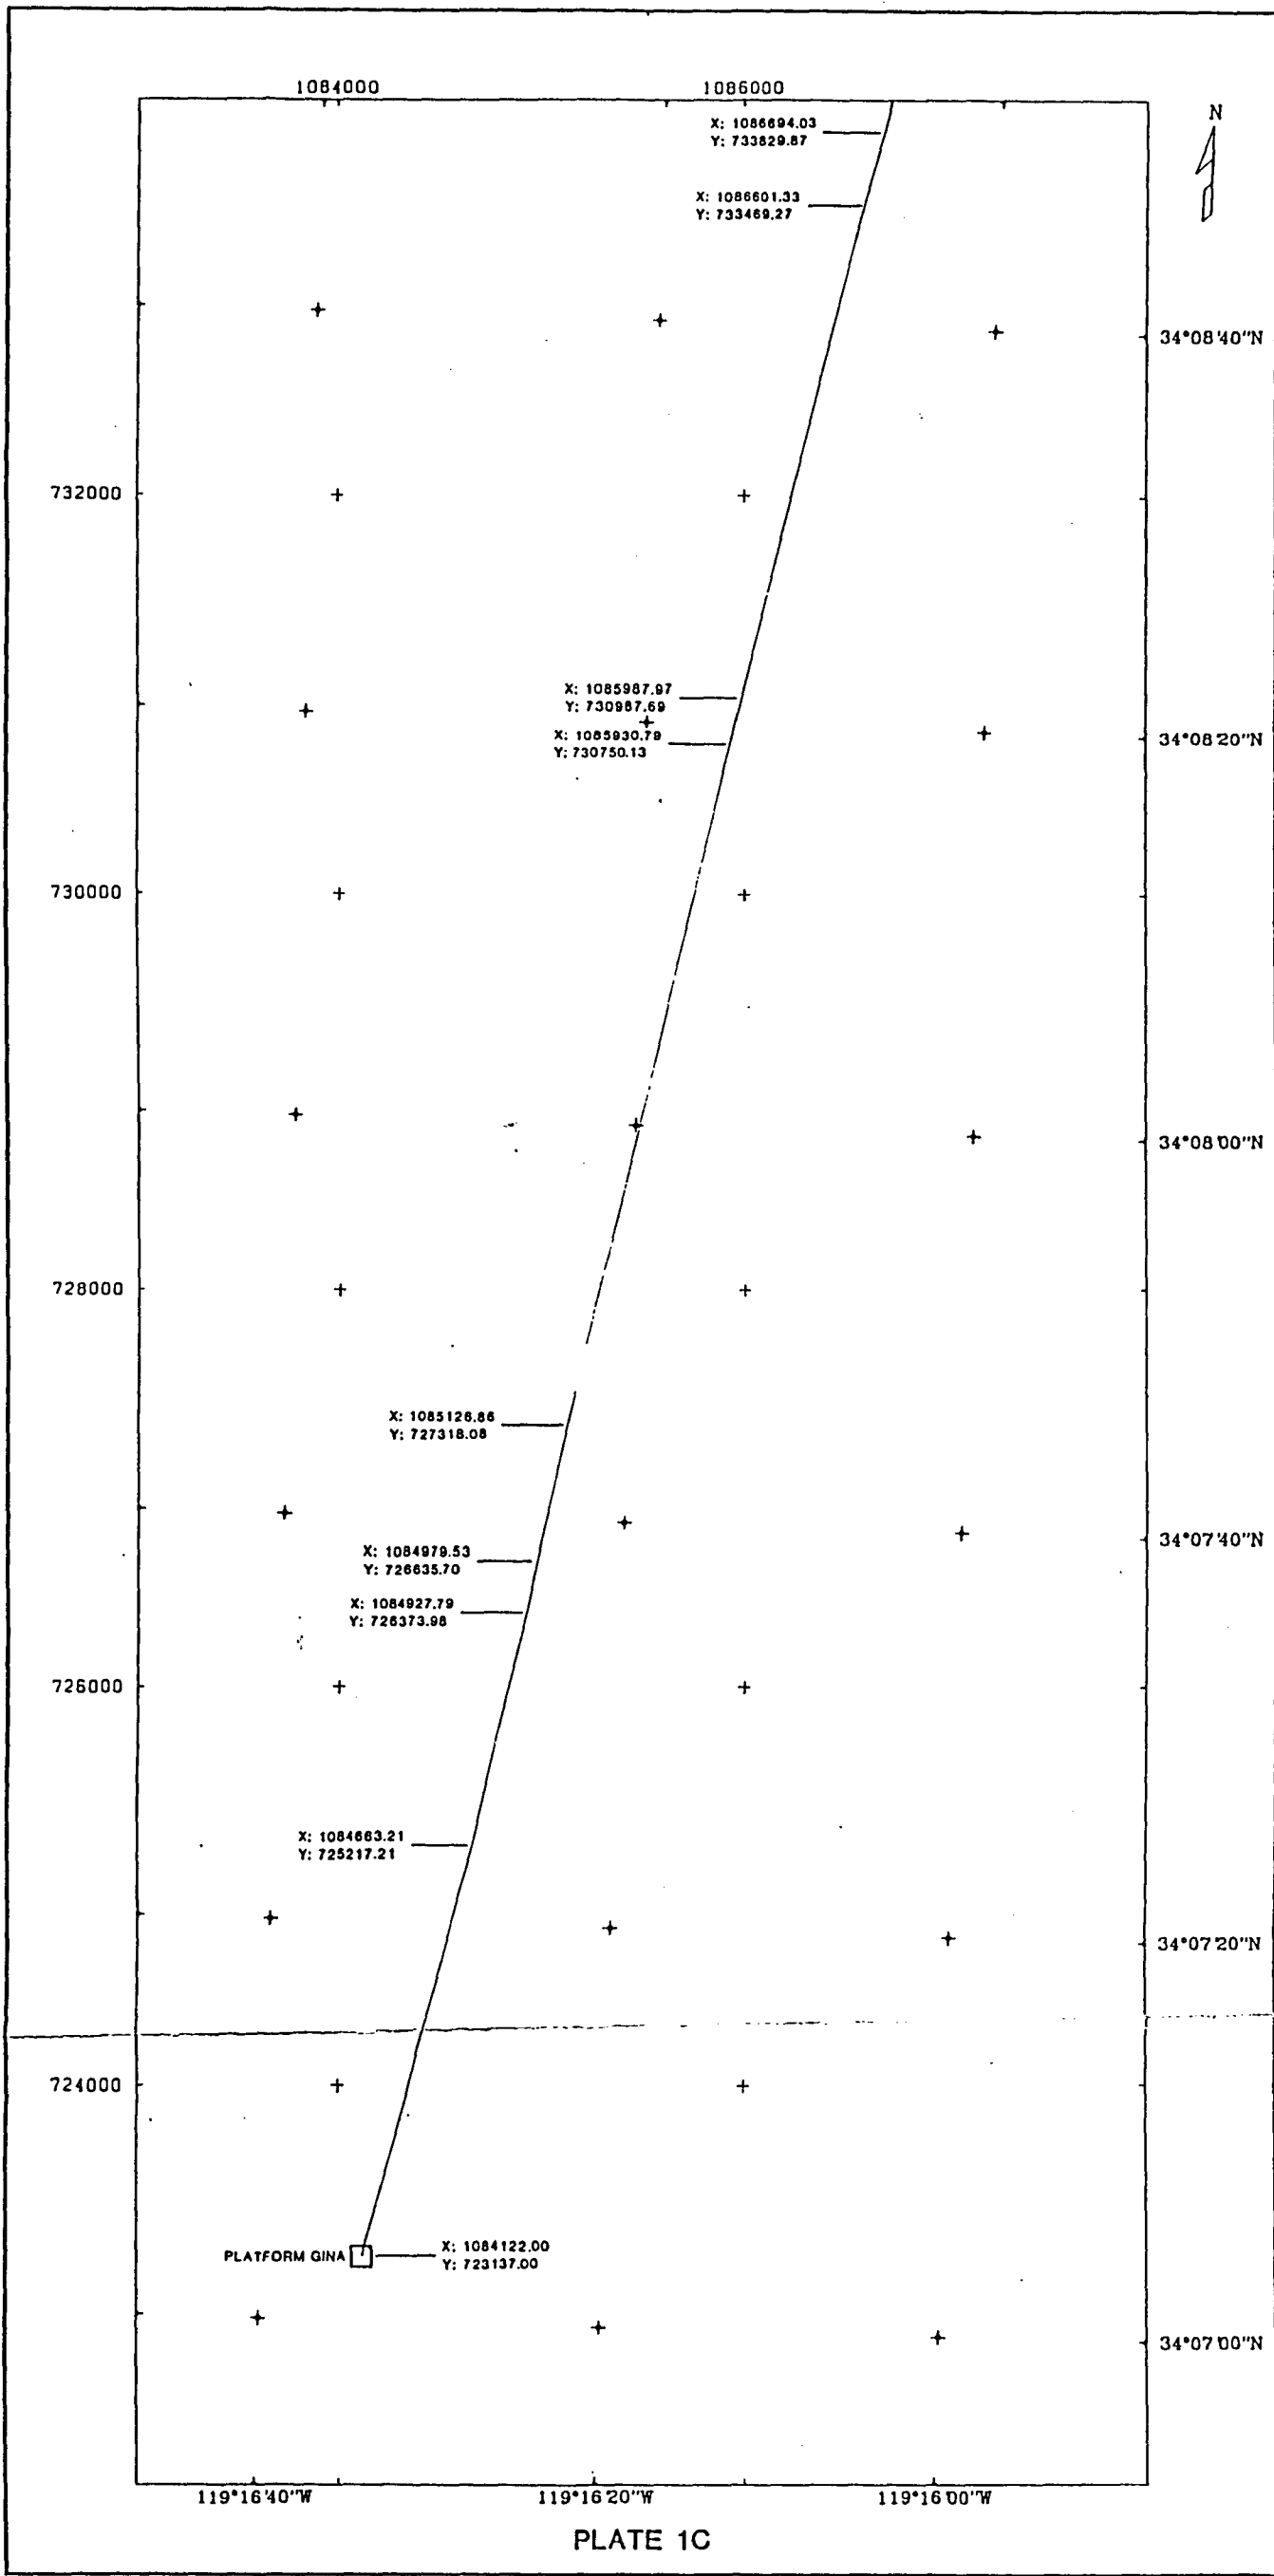 1084000
1086000
N
X: 1086694.03
Y: 733829.87
X: 1086601.33
Y: 733469.27
34°08'40"N
732000
X: 1085987.97
Y: 730987.69
X: 1085930.79
Y: 730750.13
34°08'20"N
730000
34°08'00"N
728000
X: 1085126.86
Y: 727318.08
34°07'40"N
X: 1084979.53
Y: 726635.70
X: 1084927.79
Y: 726373.98
726000
X: 1084663.21
Y: 725217.21
34°07'20"N
724000
PLATFORM GINA
X: 1084122.00
Y: 723137.00
34°07'00"N
119°16'40"W
119°16'20"W
119°16'00"W
PLATE 1C